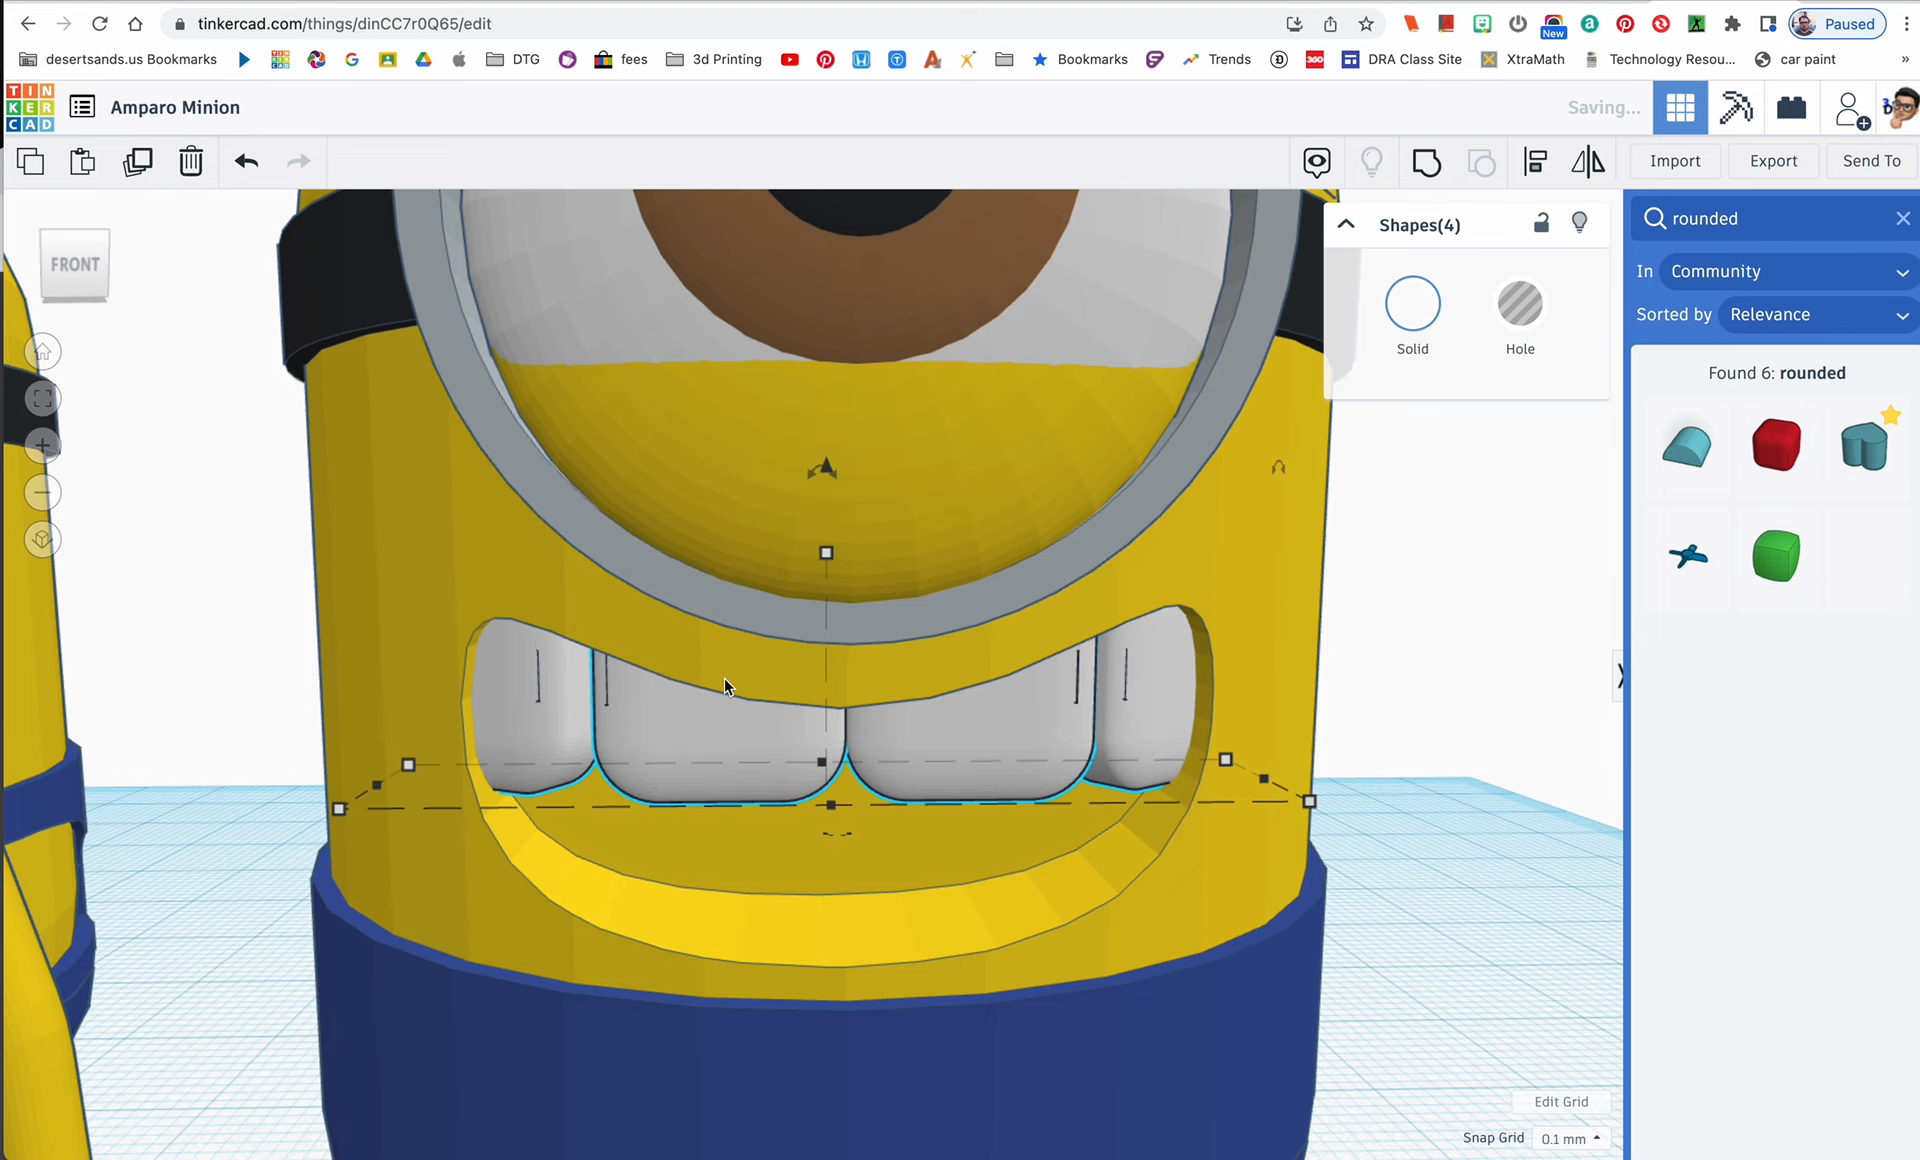 tinkercad.com/things/dinCC7r0Q65/edit
New
Paused
desertsands.us Bookmarks
DTG
fees
3d Printing
Bookmarks
Trends
DRA Class Site
XtraMath
Technology Resou...
car paint
»
TIN
KER
CAD
Amparo Minion
Saving...
Import
Export
Send To
FRONT
Shapes(4)
Solid
Hole
rounded
In
Community
Sorted by
Relevance
Found 6: rounded
Edit Grid
Snap Grid
0.1 mm